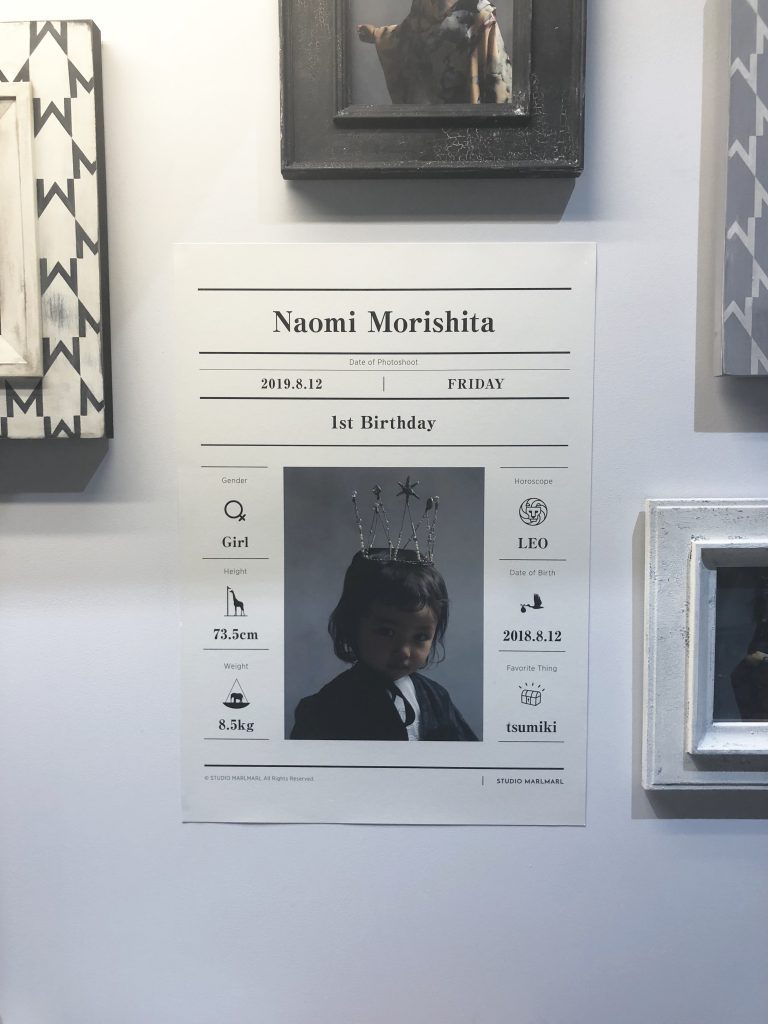 Naomi Morishita
Date of Photoshoot
2019.8.12 | FRIDAY
1st Birthday
Gender
Girl
Height
73.5cm
Weight
8.5kg
Horoscope
LEO
Date of Birth
2018.8.12
Favorite Thing
tsumiki
© STUDIO MARLMARL All Rights Reserved.
| STUDIO MARLMARL